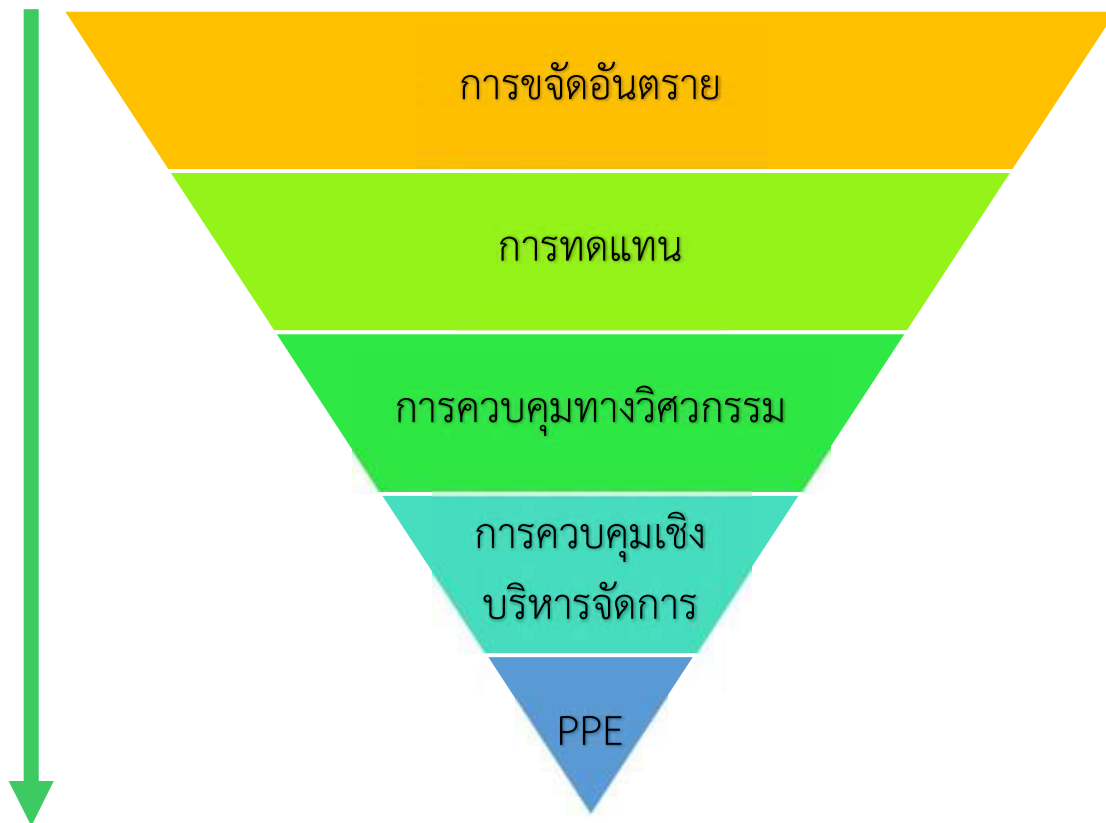 การขจัดอันตราย
การทดแทน
การควบคุมทางวิศวกรรม
การควบคุมเชิง
บริหารจัดการ
PPE